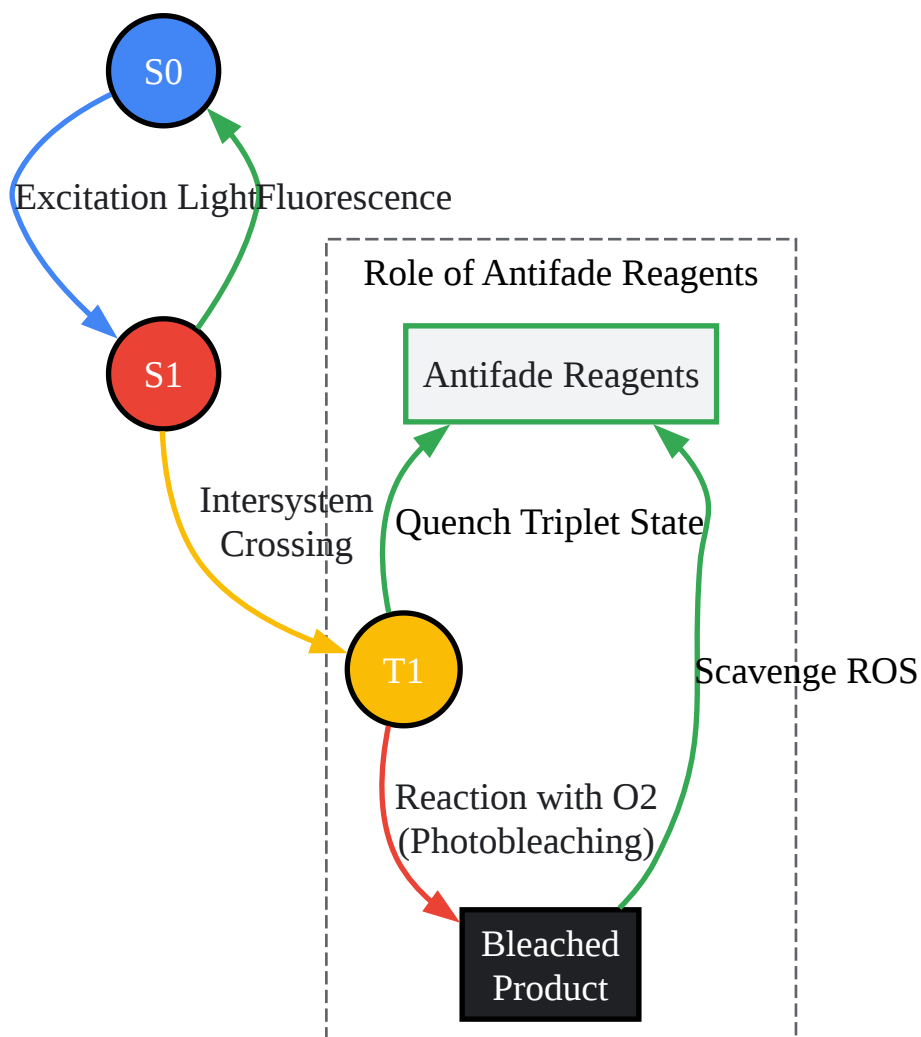 S0
Excitation Light
Fluorescence
Role of Antifade Reagents
Antifade Reagents
S1
Intersystem
Crossing
Quench Triplet State
T1
Scavenge ROS
Reaction with O2
(Photobleaching)
Bleached
Product